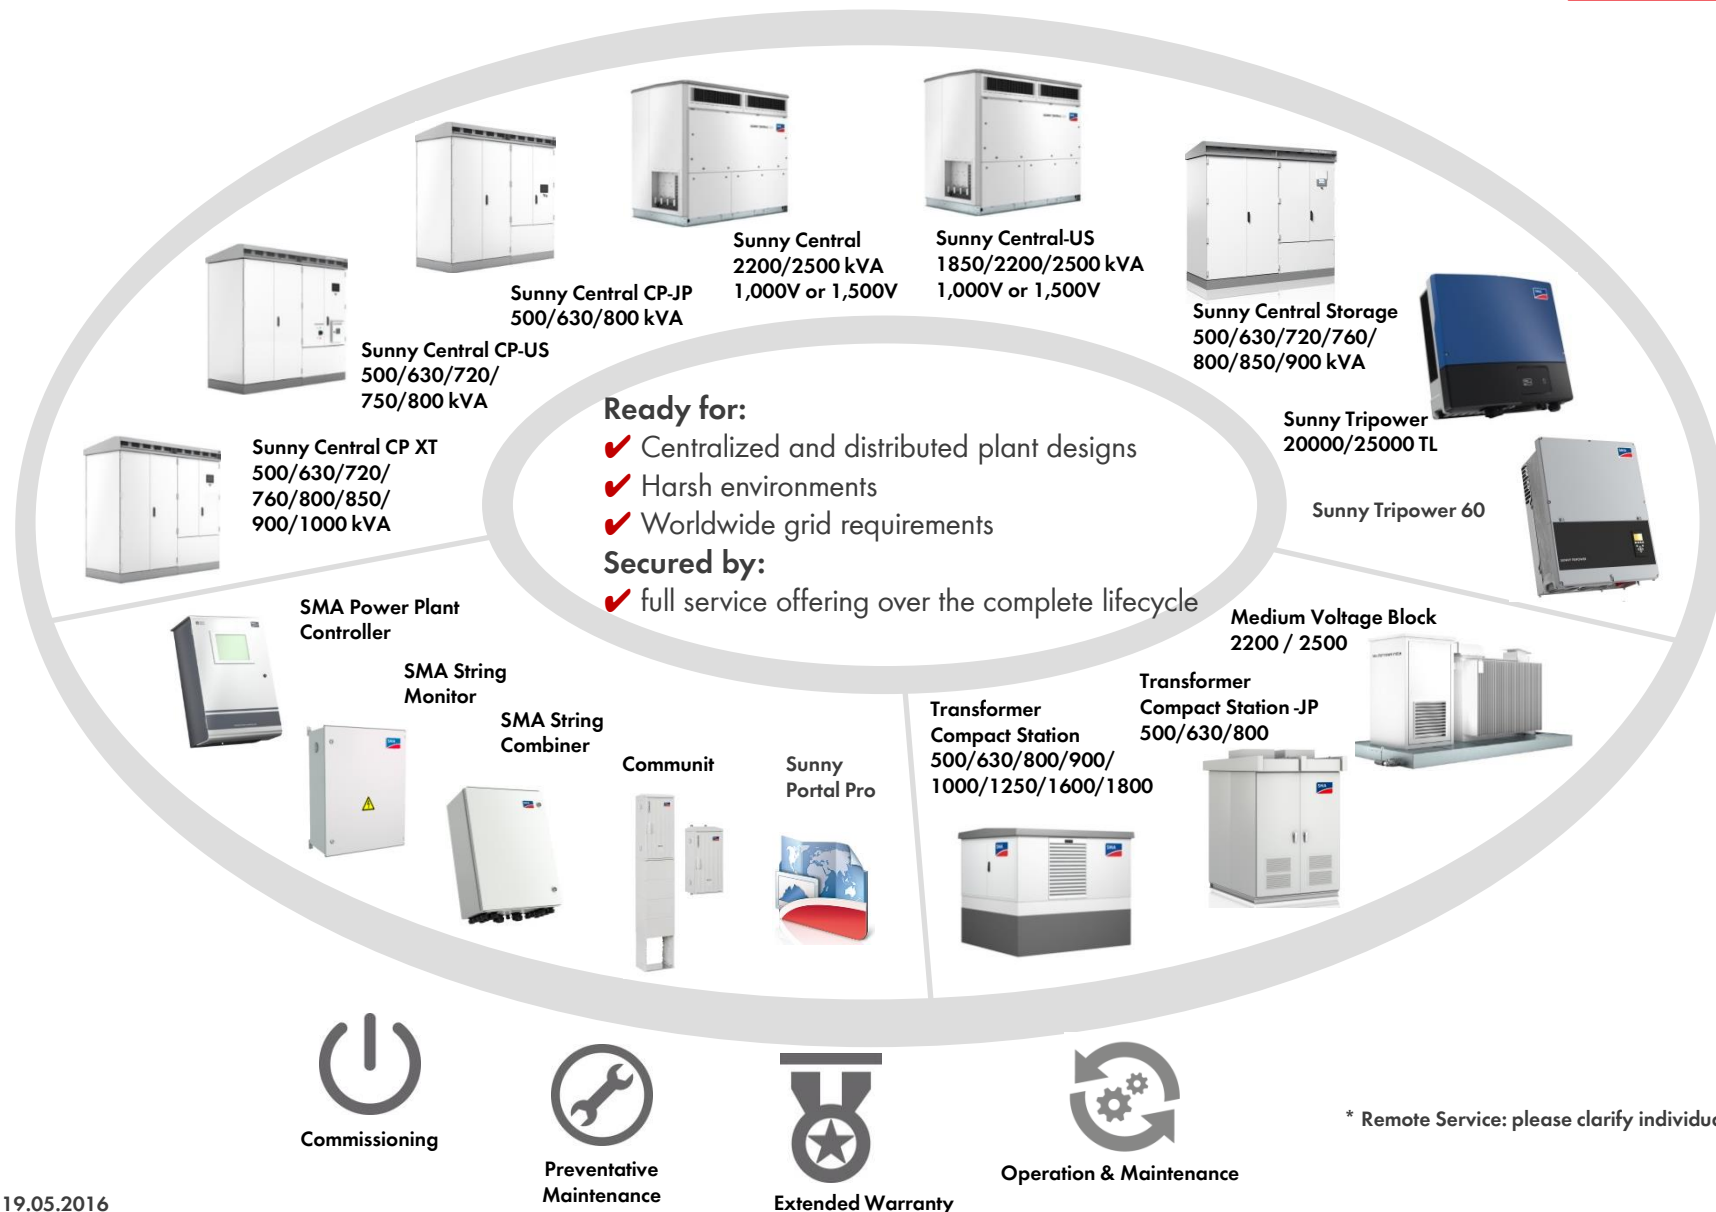 Sunny Central
2200/2500 kVA
1,000V or 1,500V
Sunny Central-US
1850/2200/2500 kVA
1,000V or 1,500V
Sunny Central CP-JP
500/630/800 kVA
Sunny Central Storage
500/630/720/760/
800/850/900 kVA
Sunny Central CP-US
500/630/720/
750/800 kVA
Sunny Tripower
20000/25000 TL
Sunny Central CP XT
500/630/720/
760/800/850/
900/1000 kVA
Sunny Tripower 60
Ready for:
✔ Centralized and distributed plant designs
✔ Harsh environments
✔ Worldwide grid requirements
Secured by:
✔ full service offering over the complete lifecycle
SMA Power Plant
Controller
SMA String
Monitor
SMA String
Combiner
Communit
Sunny
Portal Pro
Transformer
Compact Station
500/630/800/900/
1000/1250/1600/1800
Transformer
Compact Station -JP
500/630/800
Medium Voltage Block
2200 / 2500
SMA
SMA
SMA
Commissioning
Preventative
Maintenance
Extended Warranty
Operation & Maintenance
* Remote Service: please clarify individua
19.05.2016